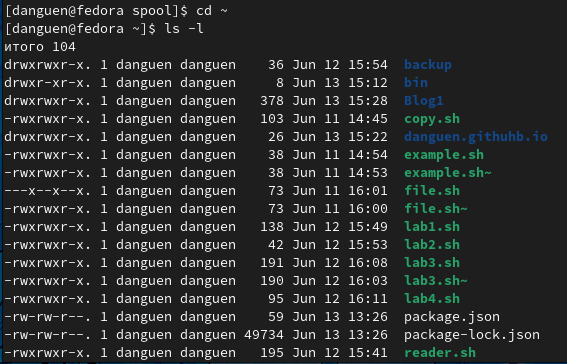 [danguen@fedora spool]$ cd ~
[danguen@fedora ~]$ ls -l
итого 104
drwxrwxr-x. 1 danguen danguen    36 Jun 12 15:54  backup
drwxr-xr-x. 1 danguen danguen     8 Jun 13 15:12  bin
drwxrwxr-x. 1 danguen danguen   378 Jun 13 15:28  Blog1
-rwxrwxr-x. 1 danguen danguen   103 Jun 11 14:45  copy.sh
drwxrwxr-x. 1 danguen danguen    26 Jun 13 15:22  danguen.githuhb.io
-rwxrwxr-x. 1 danguen danguen    38 Jun 11 14:54  example.sh
-rwxrwxr-x. 1 danguen danguen    38 Jun 11 14:53  example.sh~
---x--x--x. 1 danguen danguen    73 Jun 11 16:01  file.sh
-rwxrwxr-x. 1 danguen danguen    73 Jun 11 16:00  file.sh~
-rwxrwxr-x. 1 danguen danguen   138 Jun 12 15:49  lab1.sh
-rwxrwxr-x. 1 danguen danguen    42 Jun 12 15:53  lab2.sh
-rwxrwxr-x. 1 danguen danguen   191 Jun 12 16:08  lab3.sh
-rwxrwxr-x. 1 danguen danguen   190 Jun 12 16:03  lab3.sh~
-rwxrwxr-x. 1 danguen danguen    95 Jun 12 16:11  lab4.sh
-rw-rw-r--. 1 danguen danguen    59 Jun 13 13:26  package.json
-rw-rw-r--. 1 danguen danguen 49734 Jun 13 13:26  package-lock.json
-rwxrwxr-x. 1 danguen danguen   195 Jun 12 15:41  reader.sh